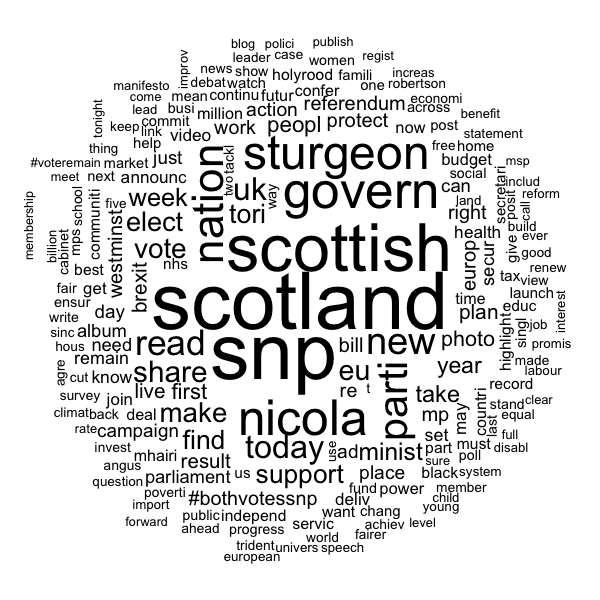 blog polici publish
leader case women regist
improv news show holyrood famili increas
debat watch one robertson
manifesto mean continu futur confer economi
come busi million action referendum across benefit
tonight lead commit work peopl protect now post statement
keep link video
help free home
thing two tackl sturgeon budget msp
#voteremain market just social secretari
meet next announc nation way uk govern can land includ
membership school five week tori right posit reform
mps communiti elect health call
billion westminst vote scottish europ secur give build ever
cabinet nhs good
best brexit tax view renew
fair get scotland time launch
ensur day plan educ interest
write album singl job
sinc need read snp bill new photo highlight promis
hous remain parti made
agre cut know share eu year labour
survey live first re t take countri record clear
climat join make nicola mp may last stand equal
back deal
rate campaign find today set must full
invest mhairi result use ad minist part poll disabl
angus parliament us support place sure black system
question
poverti #bothvotessnp deliv fund power member
import child
public independ want chang young
forward ahead progress servic achiev level
world fairer
trident univers speech
european